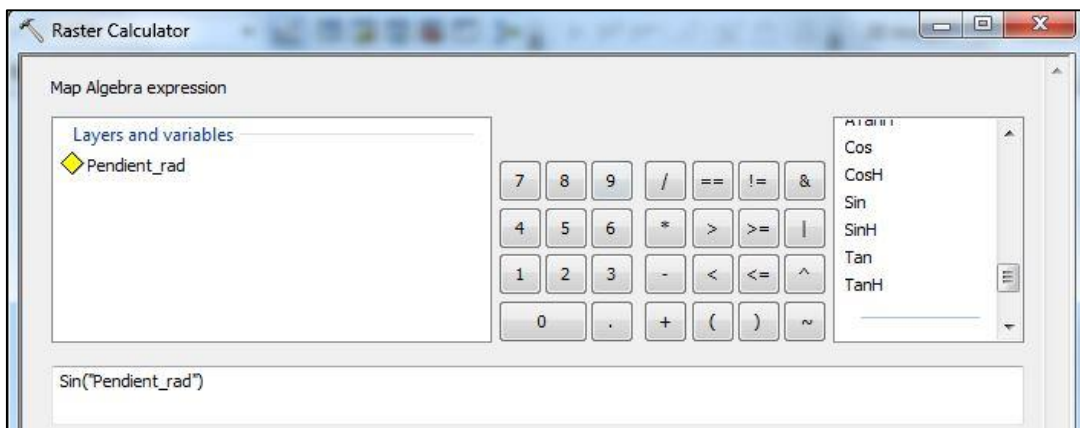 Raster Calculator
Map Algebra expression
Layers and variables
Pendient_rad
7 8 9 / == != &
4 5 6 * > >= |
1 2 3 - < <= ^
0 . + ( ) ~
ATanH
Cos
CosH
Sin
SinH
Tan
TanH
Sin("Pendient_rad")